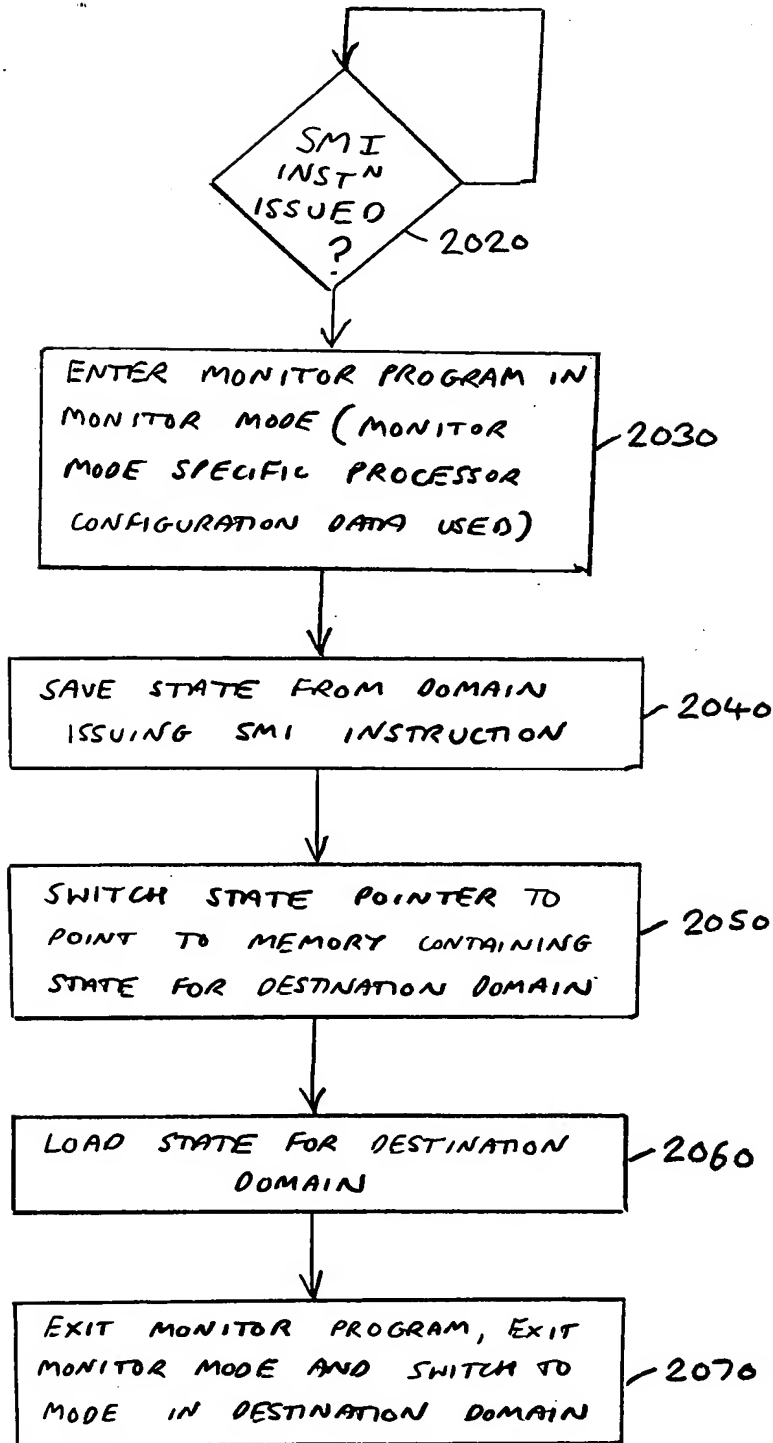 SMI
INSTN
ISSUED
?
2020
ENTER MONITOR PROGRAM IN
MONITOR MODE (MONITOR
MODE SPECIFIC PROCESSOR
CONFIGURATION DATA USED)
2030
SAVE STATE FROM DOMAIN
ISSUING SMI INSTRUCTION
2040
SWITCH STATE POINTER TO
POINT TO MEMORY CONTAINING
STATE FOR DESTINATION DOMAIN
2050
LOAD STATE FOR DESTINATION
DOMAIN
2060
EXIT MONITOR PROGRAM, EXIT
MONITOR MODE AND SWITCH TO
MODE IN DESTINATION DOMAIN
2070